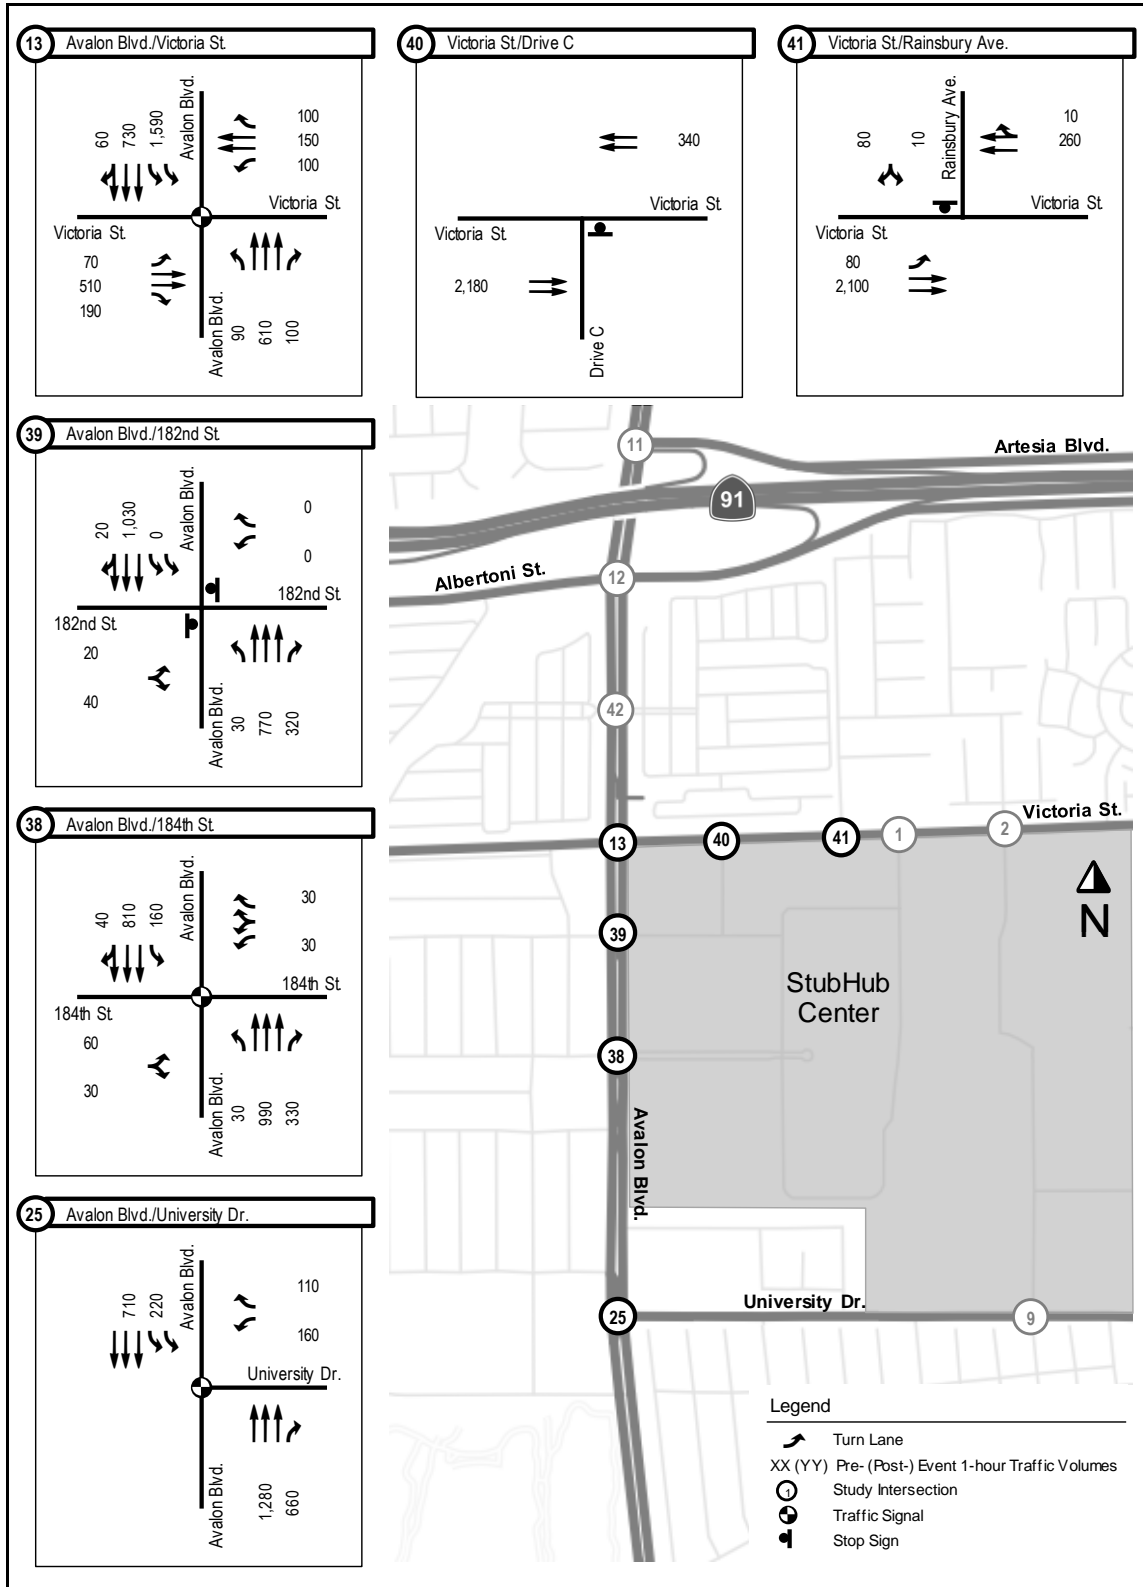 13 Avalon Blvd./Victoria St.
60
730
1,590
Avalon Blvd.
100
150
100
Victoria St.
Victoria St.
70
510
190
Avalon Blvd.
90
610
100
40 Victoria St./Drive C
340
Victoria St.
Victoria St.
2,180
Drive C
41 Victoria St./Rainsbury Ave.
80
10
Rainsbury Ave.
10
260
Victoria St.
Victoria St.
80
2,100
39 Avalon Blvd./182nd St.
20
1,030
0
Avalon Blvd.
0
0
182nd St.
182nd St.
20
40
Avalon Blvd.
30
770
320
38 Avalon Blvd./184th St.
40
810
160
Avalon Blvd.
30
30
184th St.
184th St.
60
30
Avalon Blvd.
30
990
330
25 Avalon Blvd./University Dr.
710
220
Avalon Blvd.
110
160
University Dr.
Avalon Blvd.
1,280
660
11
Artesia Blvd.
91
Albertoni St.
12
42
Victoria St.
13
40
41
1
2
N
39
StubHub
Center
38
Avalon Blvd.
University Dr.
25
9
Legend
Turn Lane
XX (YY) Pre- (Post-) Event 1-hour Traffic Volumes
1 Study Intersection
Traffic Signal
Stop Sign